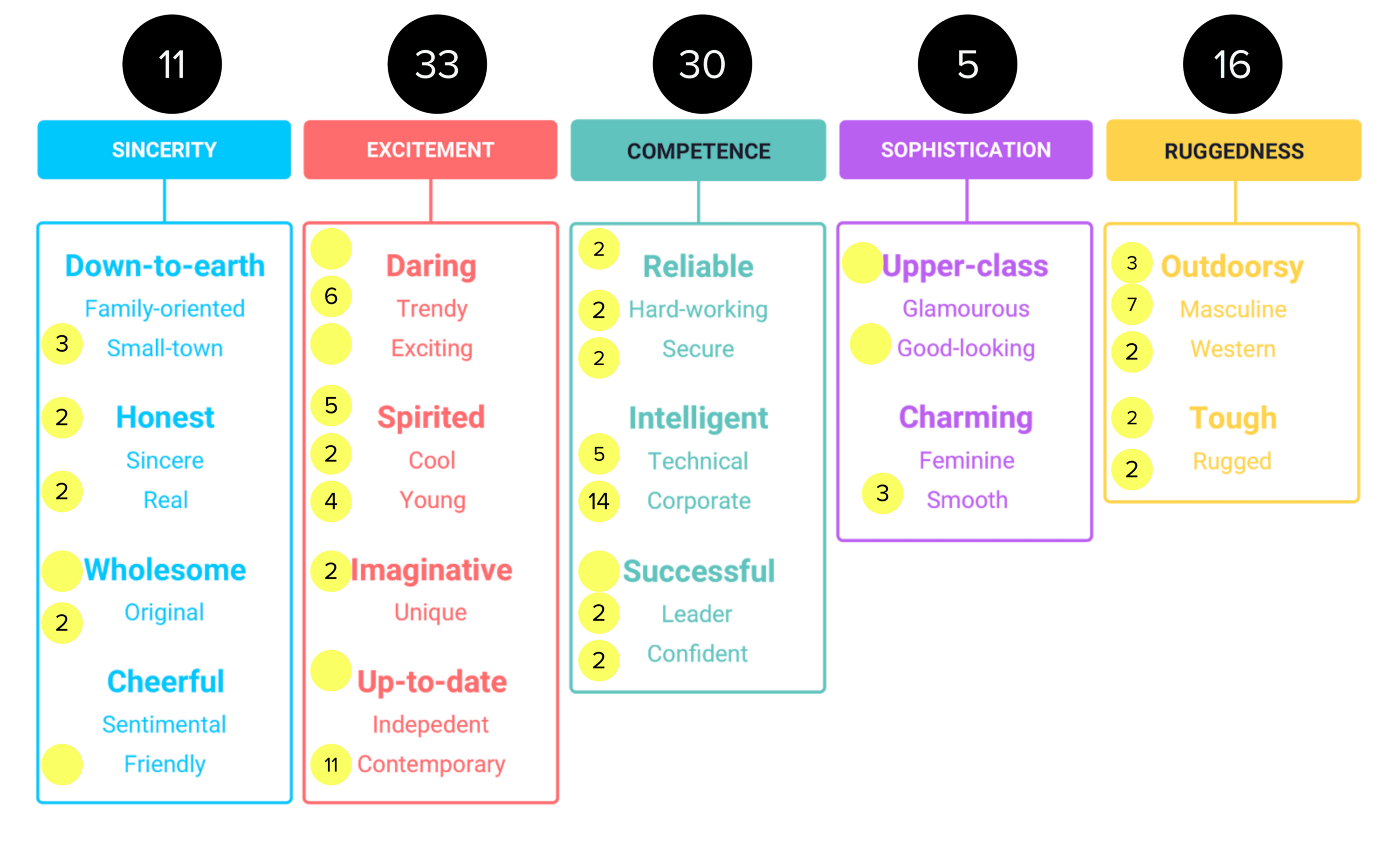 11
33
30
5
16
SINCERITY
EXCITEMENT
COMPETENCE
SOPHISTICATION
RUGGEDNESS
Down-to-earth
Family-oriented
3 Small-town
2 Honest
Sincere
2 Real
Wholesome
2 Original
Cheerful
Sentimental
Friendly
Daring
6 Trendy
Exciting
5 Spirited
2 Cool
4 Young
2 Imaginative
Unique
Up-to-date
Indepedent
11 Contemporary
2 Reliable
2 Hard-working
2 Secure
Intelligent
5 Technical
14 Corporate
Successful
2 Leader
2 Confident
Upper-class
Glamourous
Good-looking
Charming
Feminine
3 Smooth
3 Outdoorsy
7 Masculine
2 Western
2 Tough
2 Rugged